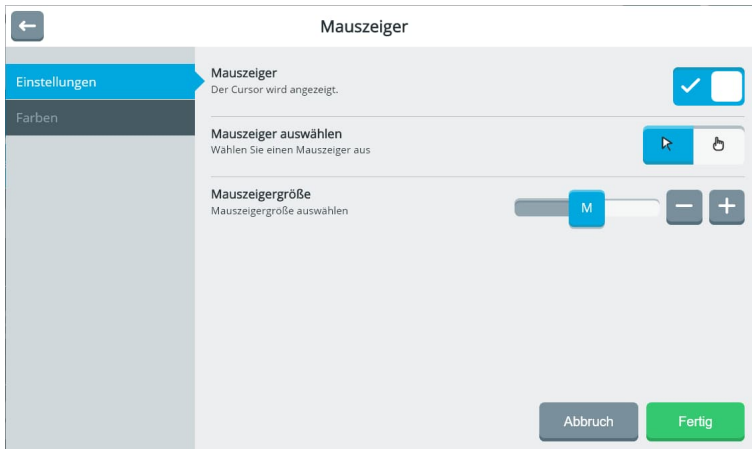 Mauszeiger
Einstellungen
Farben
Mauszeiger
Der Cursor wird angezeigt.
Mauszeiger auswählen
Wählen Sie einen Mauszeiger aus
Mauszeigergröße
Mauszeigergröße auswählen
M
Abbruch
Fertig